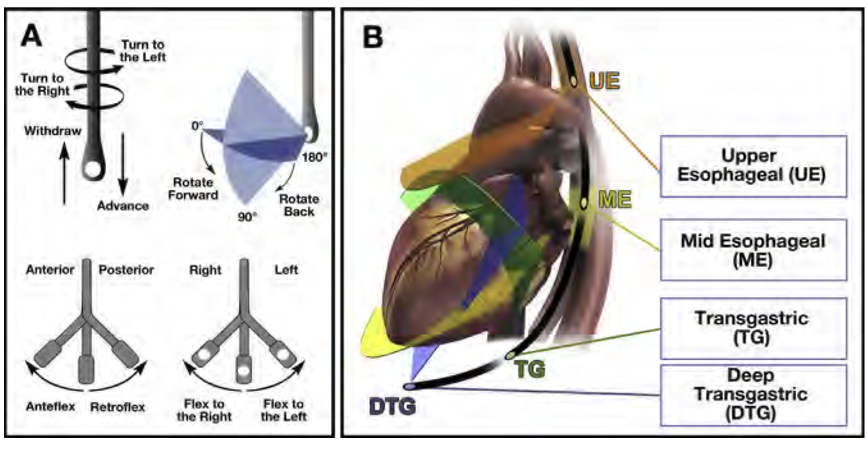 A
Turn to
the Left
Turn to
the Right
Withdraw
Advance
0°
180°
Rotate
Forward
Rotate
Back
90°
Anterior
Posterior
Anteflex
Retroflex
Right
Left
Flex to
the Right
Flex to
the Left
B
UE
ME
TG
DTG
Upper
Esophageal (UE)
Mid Esophageal
(ME)
Transgastric
(TG)
Deep
Transgastric
(DTG)